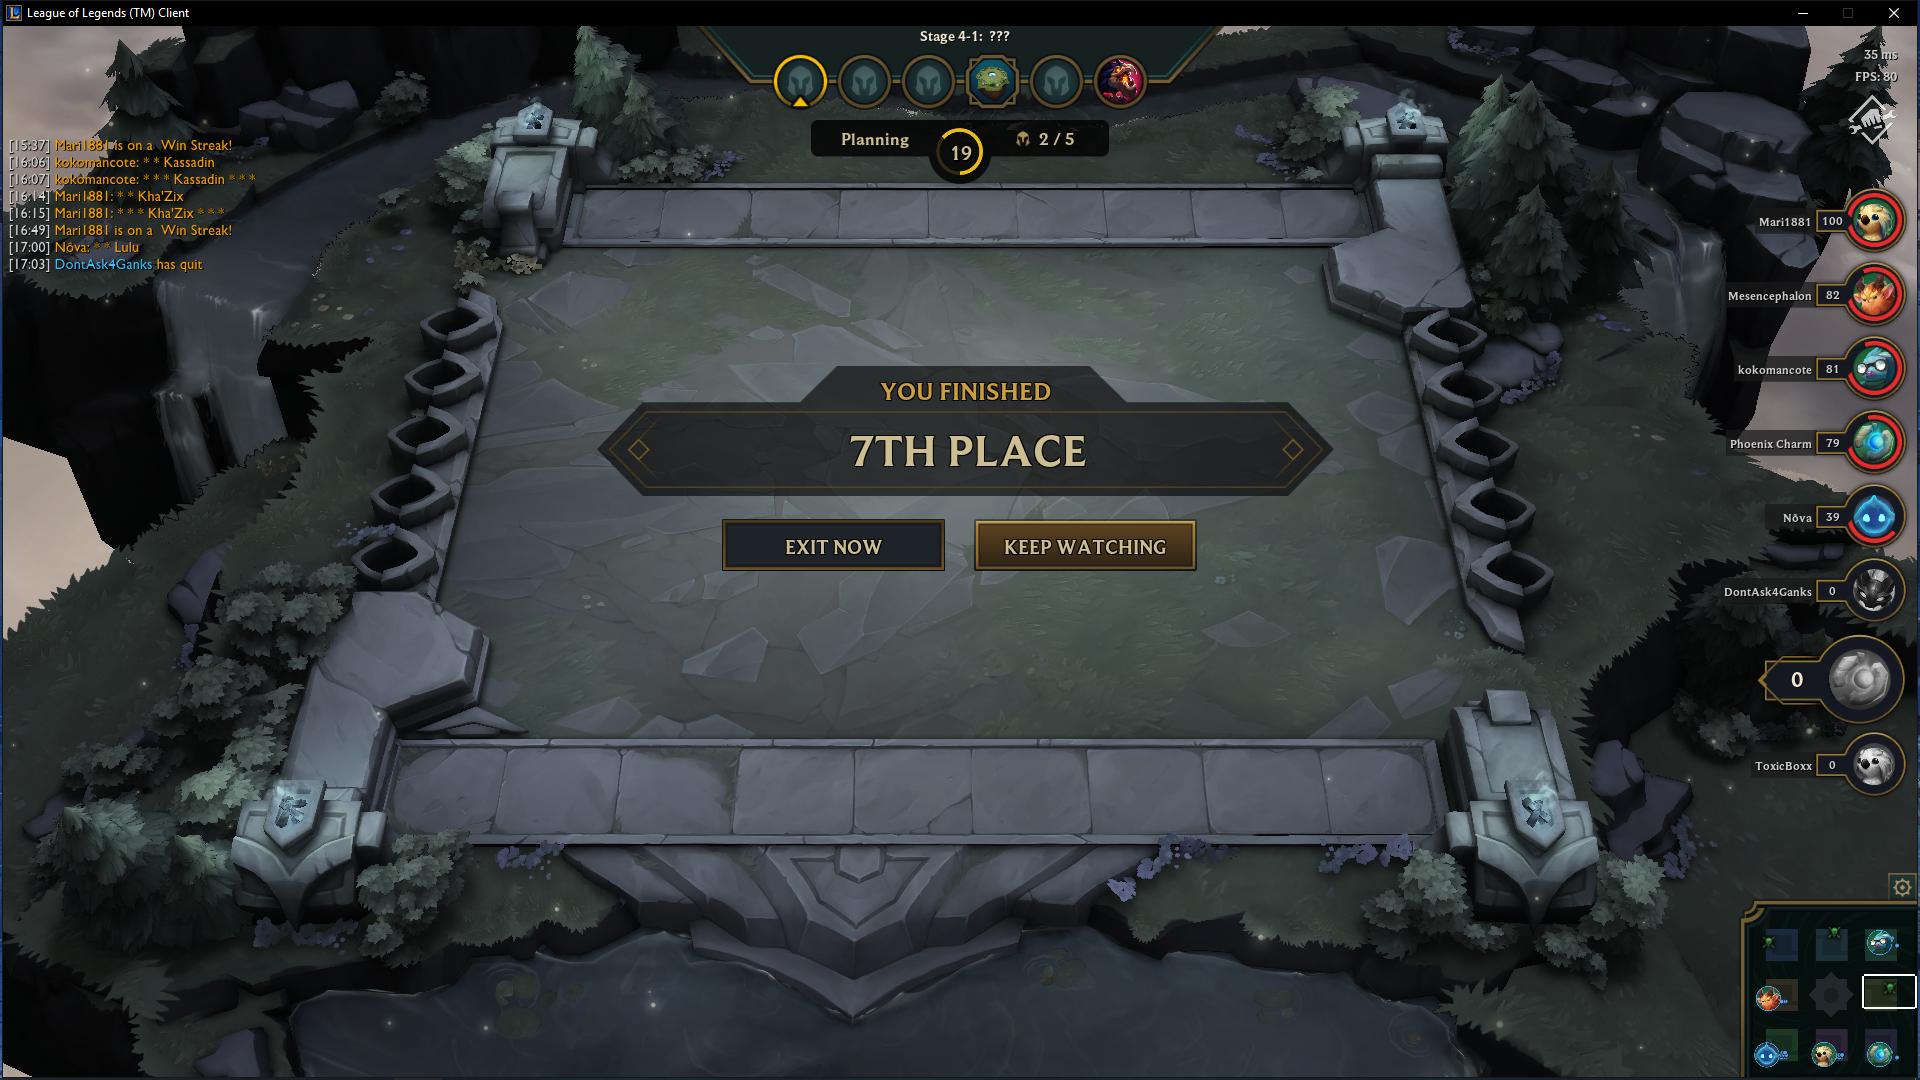 League of Legends (TM) Client
Stage 4-1: ???
35 ms
FPS: 80
Planning
19
2 / 5
[15:37] Mari1881 is on a Win Streak!
[16:06] kokomancote: * * Kassadin
[16:07] kokomancote: * * * Kassadin * * *
[16:14] Mari1881: * * Kha'Zix
[16:15] Mari1881: * * * Kha'Zix * * *
[16:49] Mari1881 is on a Win Streak!
[17:00] Nôva: * * Lulu
[17:03] DontAsk4Ganks has quit
Mari1881 100
Mesencephalon 82
kokomancote 81
Phoenix Charm 79
Nôva 39
DontAsk4Ganks 0
0
ToxicBoxx 0
YOU FINISHED
7TH PLACE
EXIT NOW
KEEP WATCHING